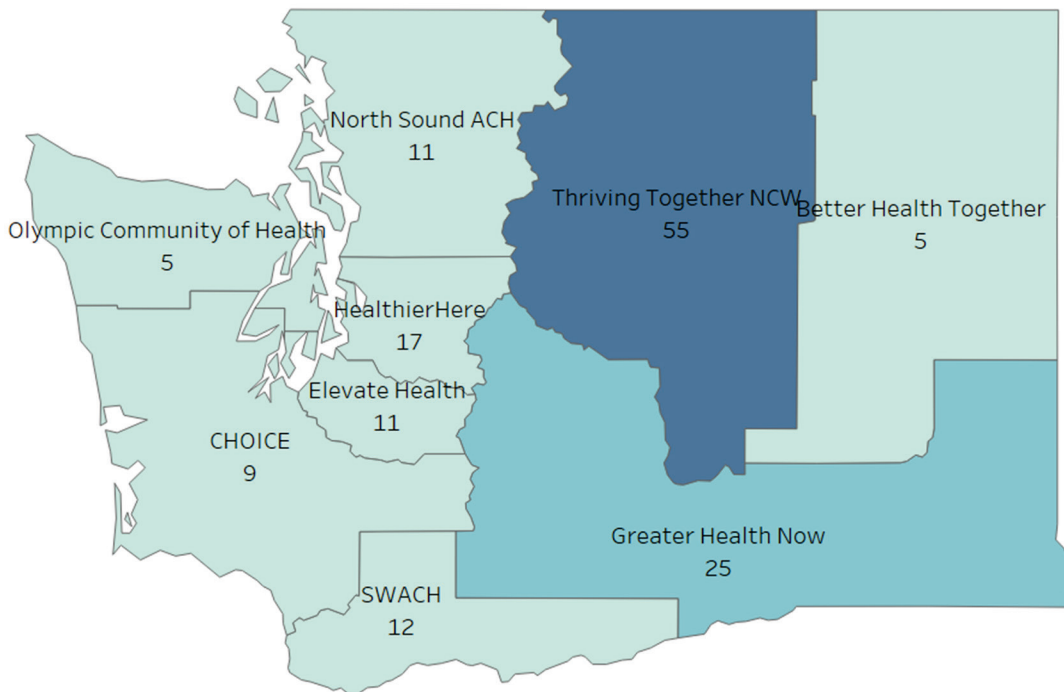 North Sound ACH
11
Thriving Together NCW
55
Better Health Together
5
Olympic Community of Health
5
HealthierHere
17
Elevate Health
11
CHOICE
9
Greater Health Now
25
SWACH
12